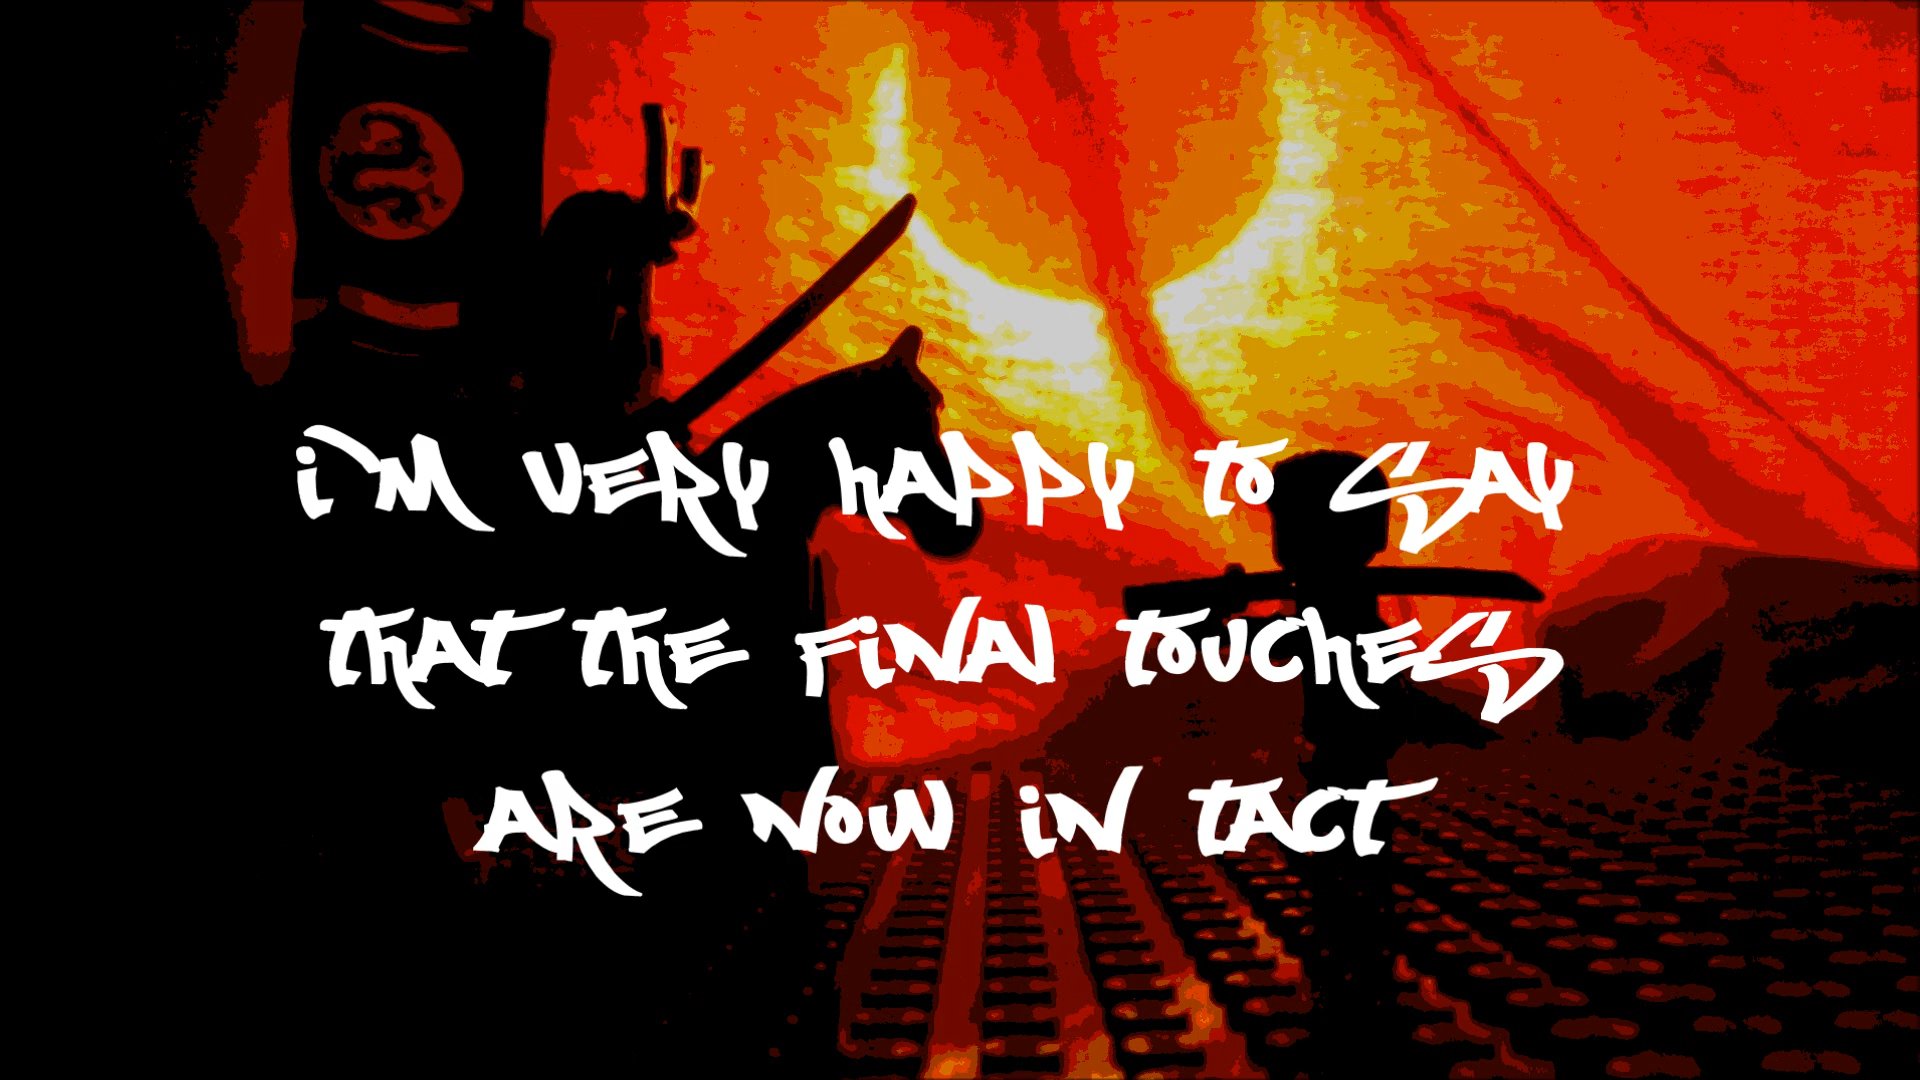 i'm very happy to say
that the final touches
are now in tact